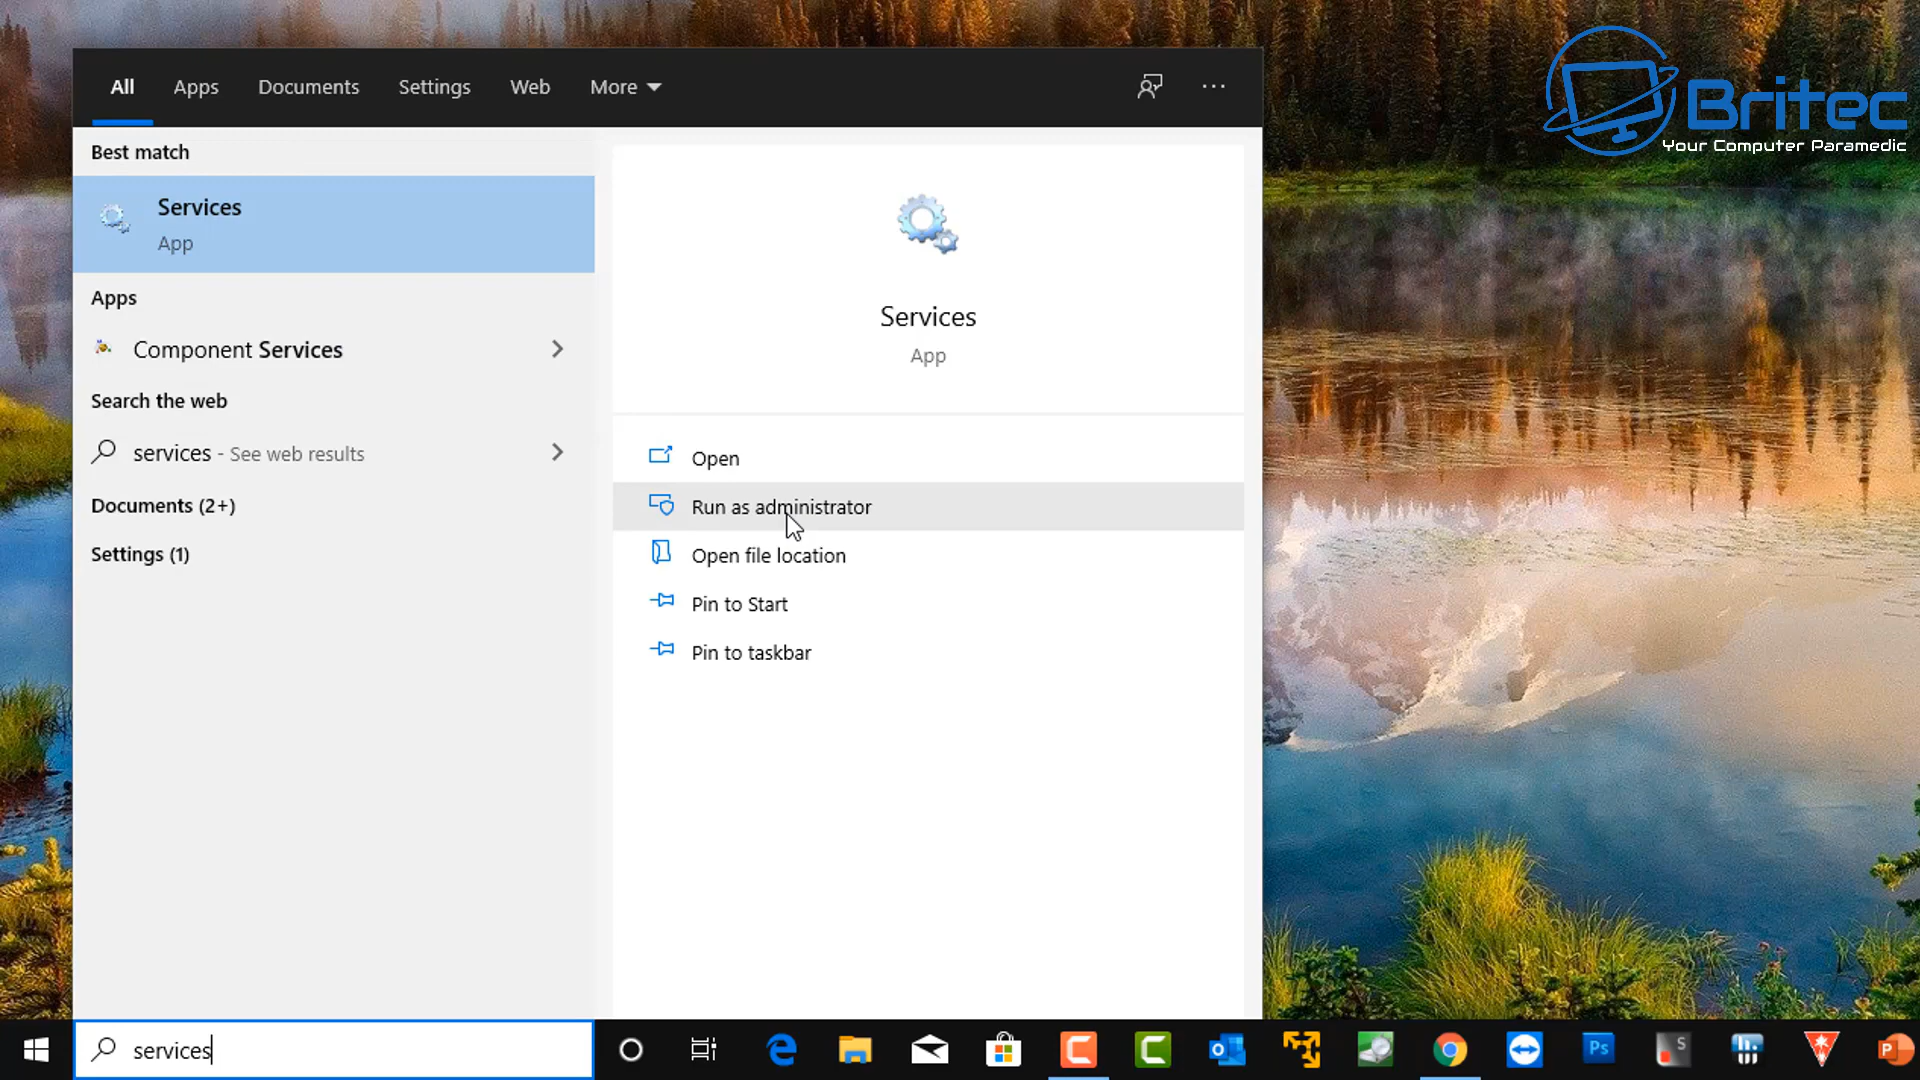 Britec
Your Computer Paramedic
All Apps Documents Settings Web More
Best match
Services
App
Apps
Component Services
Search the web
services - See web results
Documents (2+)
Settings (1)
Services
App
Open
Run as administrator
Open file location
Pin to Start
Pin to taskbar
services